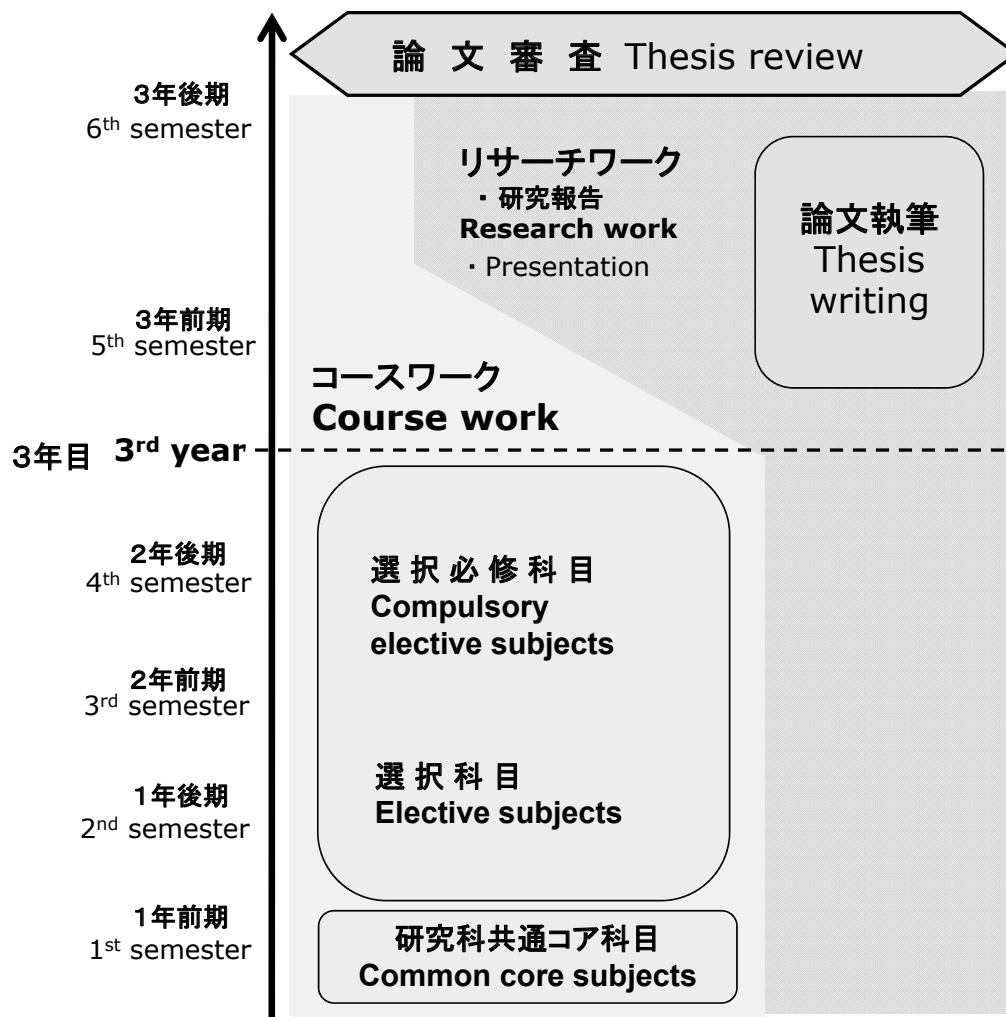 論 文 審 査 Thesis review
3年後期
6th semester
リサーチワーク
・研究報告
Research work
・Presentation
論文執筆
Thesis
writing
3年前期
5th semester
コースワーク
Course work
3年目 3rd year
2年後期
4th semester
選 択 必 修 科 目
Compulsory
elective subjects
2年前期
3rd semester
選 択 科 目
Elective subjects
1年後期
2nd semester
1年前期
1st semester
研究科共通コア科目
Common core subjects